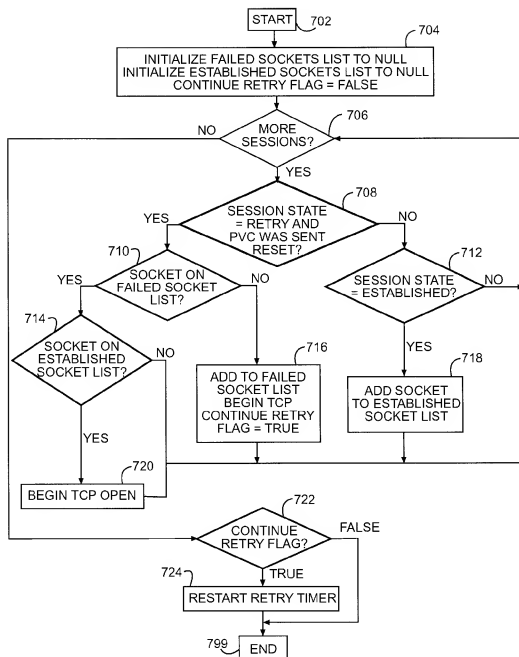 START
702
704
INITIALIZE FAILED SOCKETS LIST TO NULL
INITIALIZE ESTABLISHED SOCKETS LIST TO NULL
CONTINUE RETRY FLAG = FALSE
706
NO
MORE
SESSIONS?
YES
708
YES
SESSION STATE
= RETRY AND
PVC WAS SENT
RESET?
NO
710
YES
SOCKET ON
FAILED SOCKET
LIST?
NO
712
SESSION STATE
= ESTABLISHED?
NO
714
SOCKET ON
ESTABLISHED
SOCKET LIST?
NO
YES
716
ADD TO FAILED
SOCKET LIST
BEGIN TCP
CONTINUE RETRY
FLAG = TRUE
YES
718
ADD SOCKET
TO ESTABLISHED
SOCKET LIST
720
BEGIN TCP OPEN
722
CONTINUE
RETRY FLAG?
FALSE
TRUE
724
RESTART RETRY TIMER
799
END